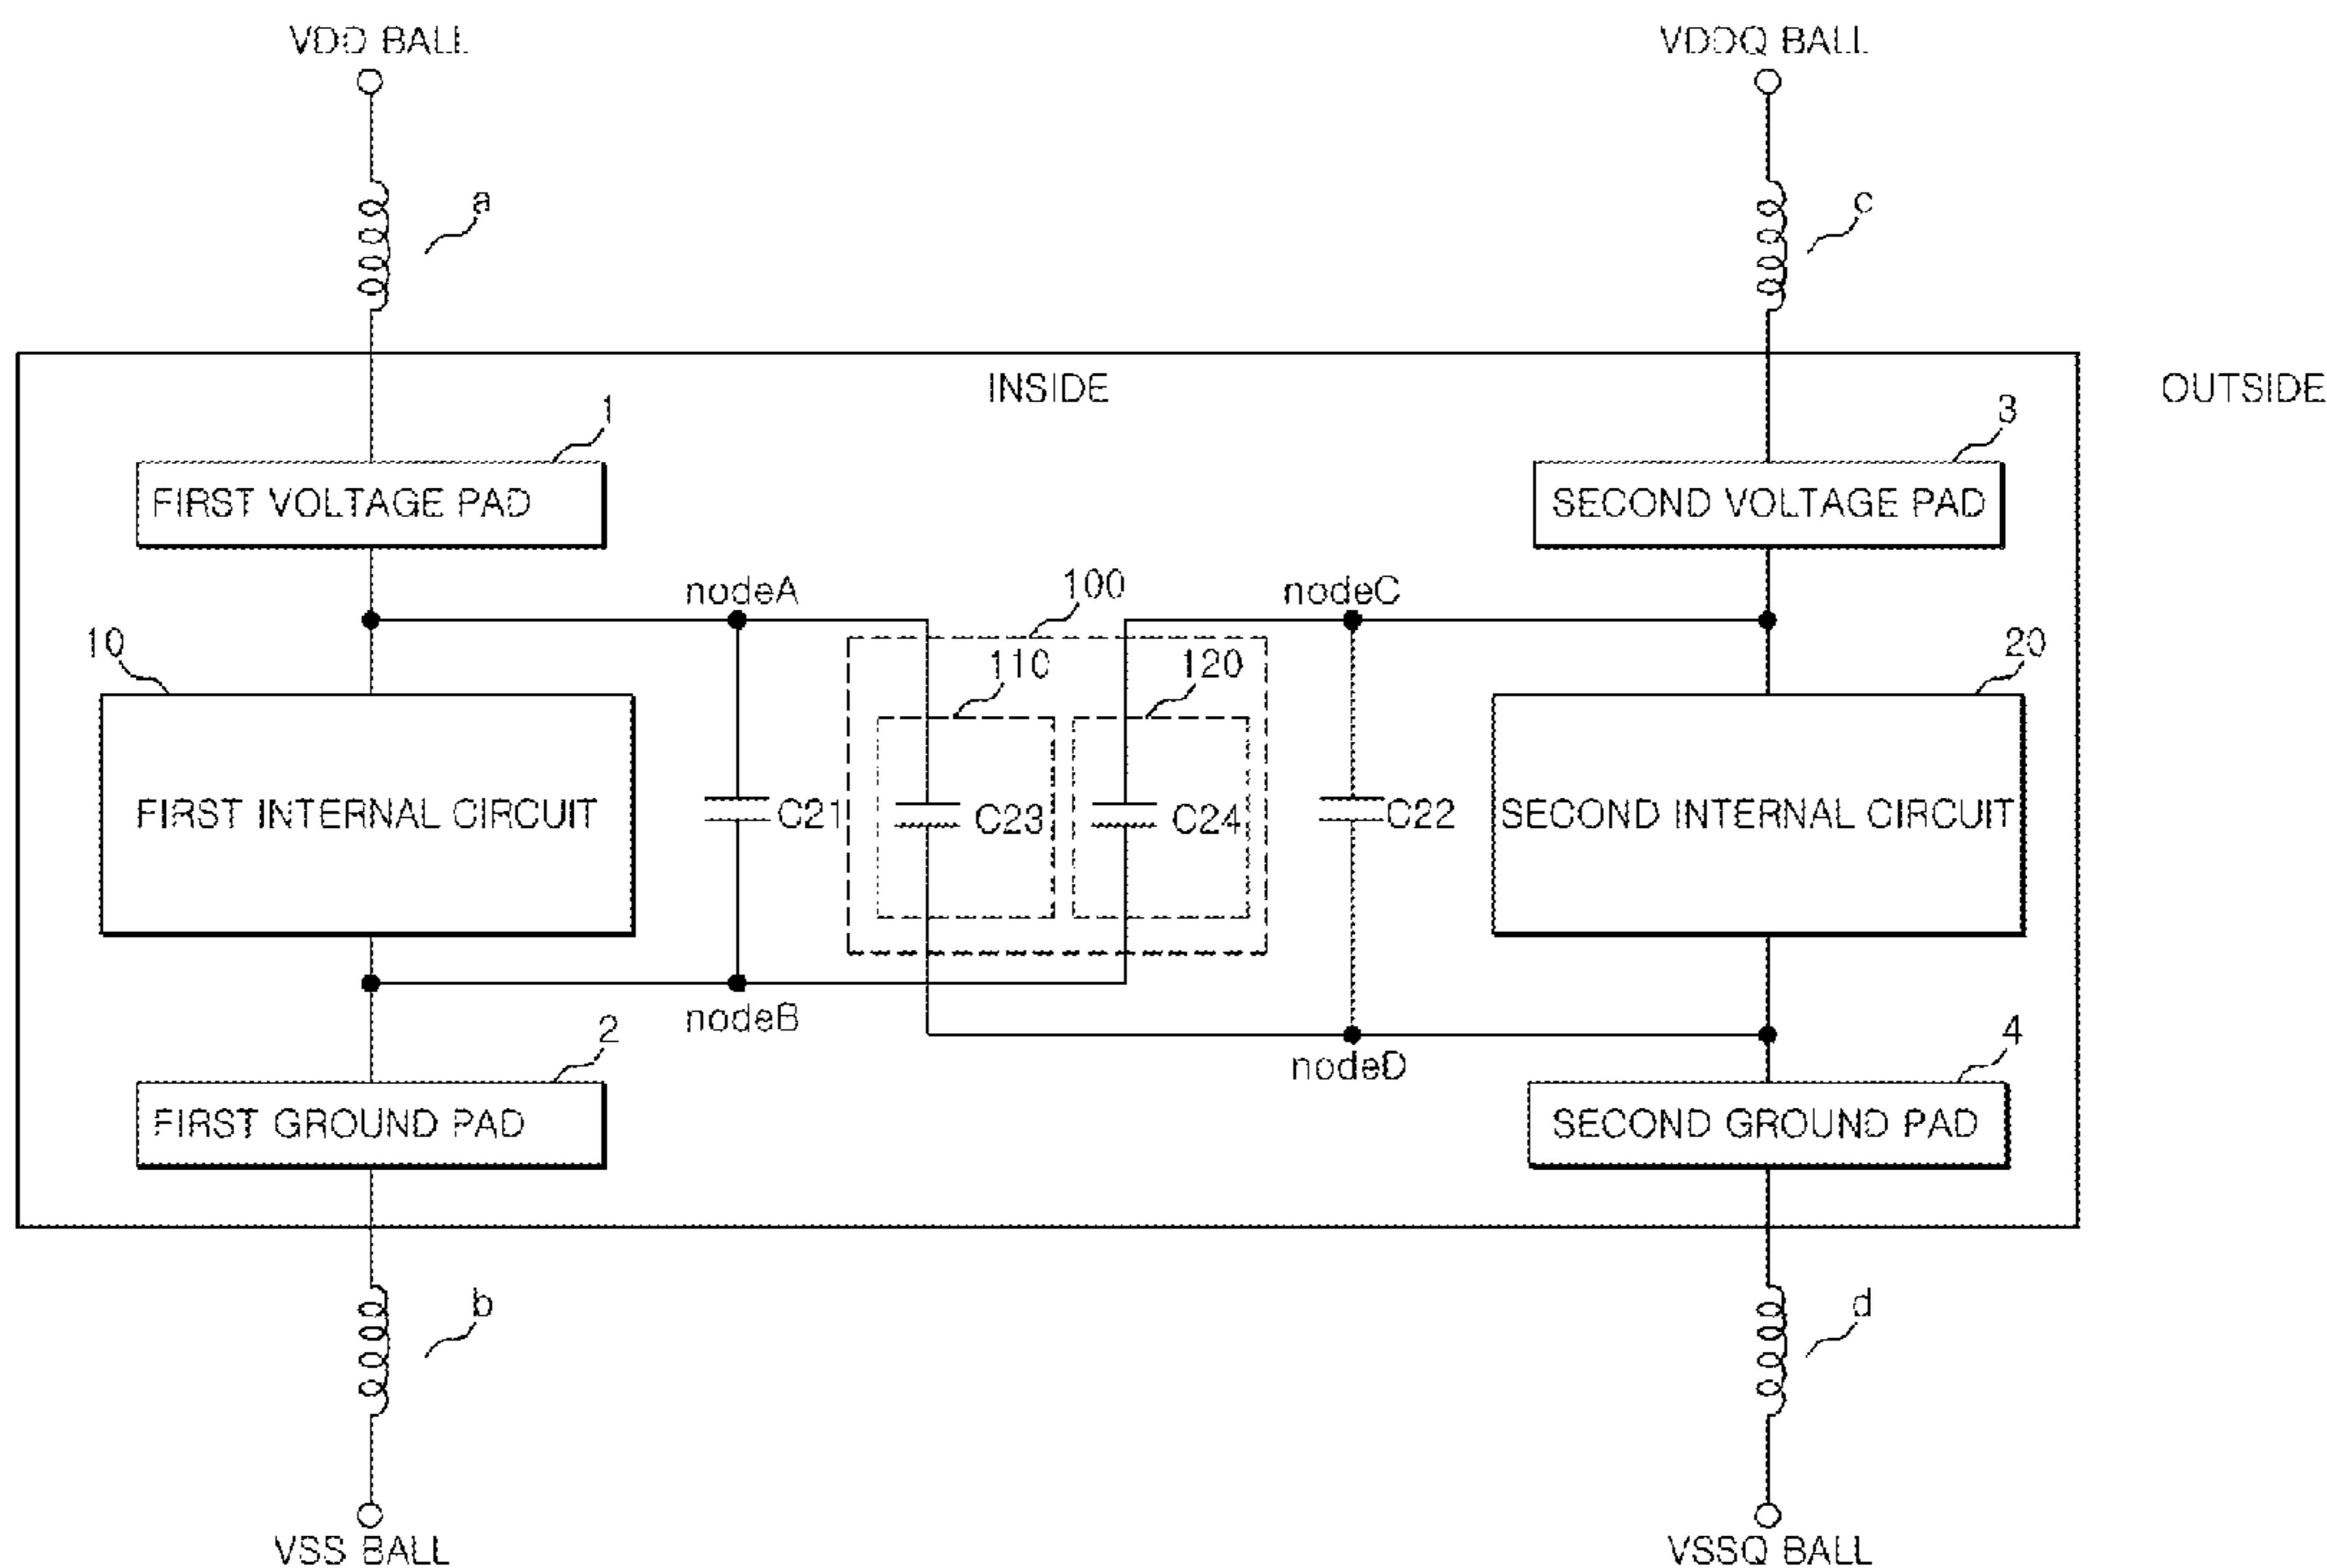 VDD BALL
VDDQ BALL
a
c
INSIDE
OUTSIDE
1
3
FIRST VOLTAGE PAD
SECOND VOLTAGE PAD
nodeA
100
nodeC
10
110
120
20
FIRST INTERNAL CIRCUIT
C21
C23
C24
C22
SECOND INTERNAL CIRCUIT
nodeB
2
nodeD
4
FIRST GROUND PAD
SECOND GROUND PAD
b
d
VSS BALL
VSSQ BALL